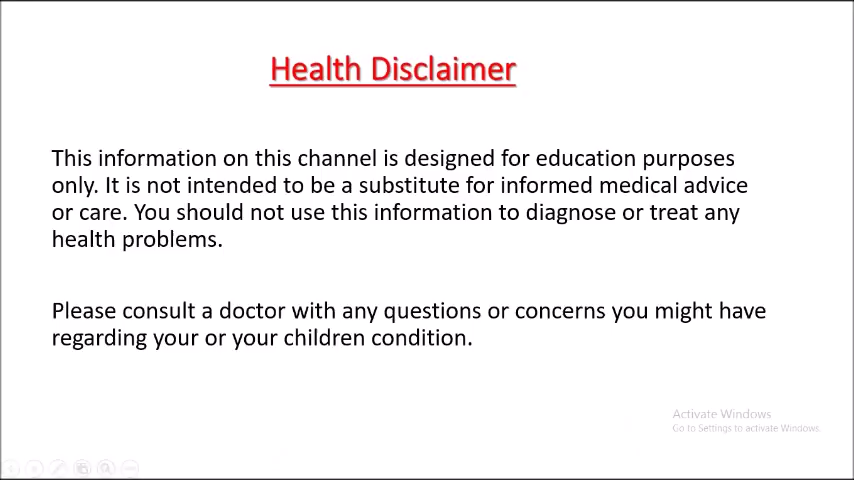 Health Disclaimer
This information on this channel is designed for education purposes
only. It is not intended to be a substitute for informed medical advice
or care. You should not use this information to diagnose or treat any
health problems.
Please consult a doctor with any questions or concerns you might have
regarding your or your children condition.
Activate Windows
Go to Settings to activate Windows.